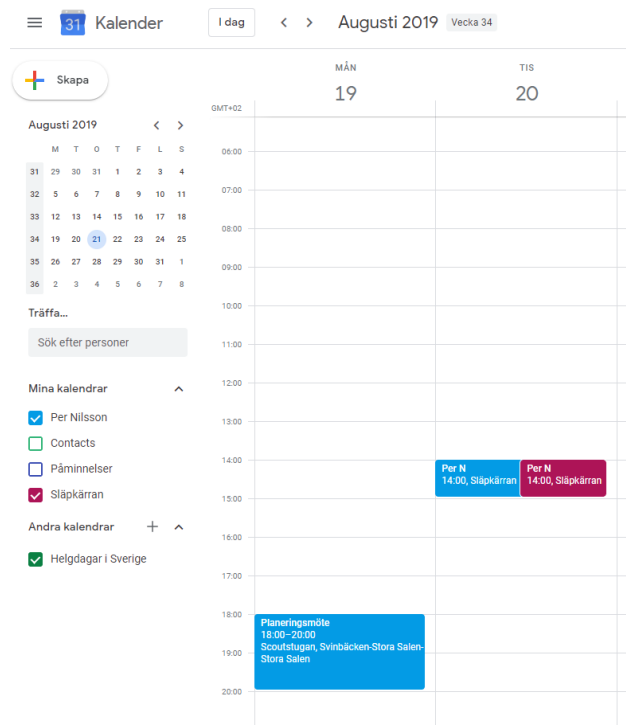 31 Kalender I dag Augusti 2019 Vecka 34
Skapa
Augusti 2019
M T O T F L S
31 29 30 31 1 2 3 4
32 5 6 7 8 9 10 11
33 12 13 14 15 16 17 18
34 19 20 21 22 23 24 25
35 26 27 28 29 30 31 1
36 2 3 4 5 6 7 8
Träffa...
Sök efter personer
Mina kalendrar
Per Nilsson
Contacts
Påminnelser
Släpkärran
Andra kalendrar
Helgdagar i Sverige
MÅN TIS
19 20
GMT+02
06:00
07:00
08:00
09:00
10:00
11:00
12:00
13:00
14:00
Per N
14:00, Släpkärran
Per N
14:00, Släpkärran
15:00
16:00
17:00
18:00
Planeringsmöte
18:00–20:00
Scoutstugan, Svinbäcken-Stora Salen-
Stora Salen
19:00
20:00